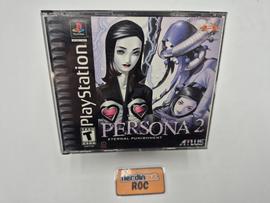 PlayStation
PERSONA 2
ETERNAL PUNISHMENT
T
ATLUS
ROC